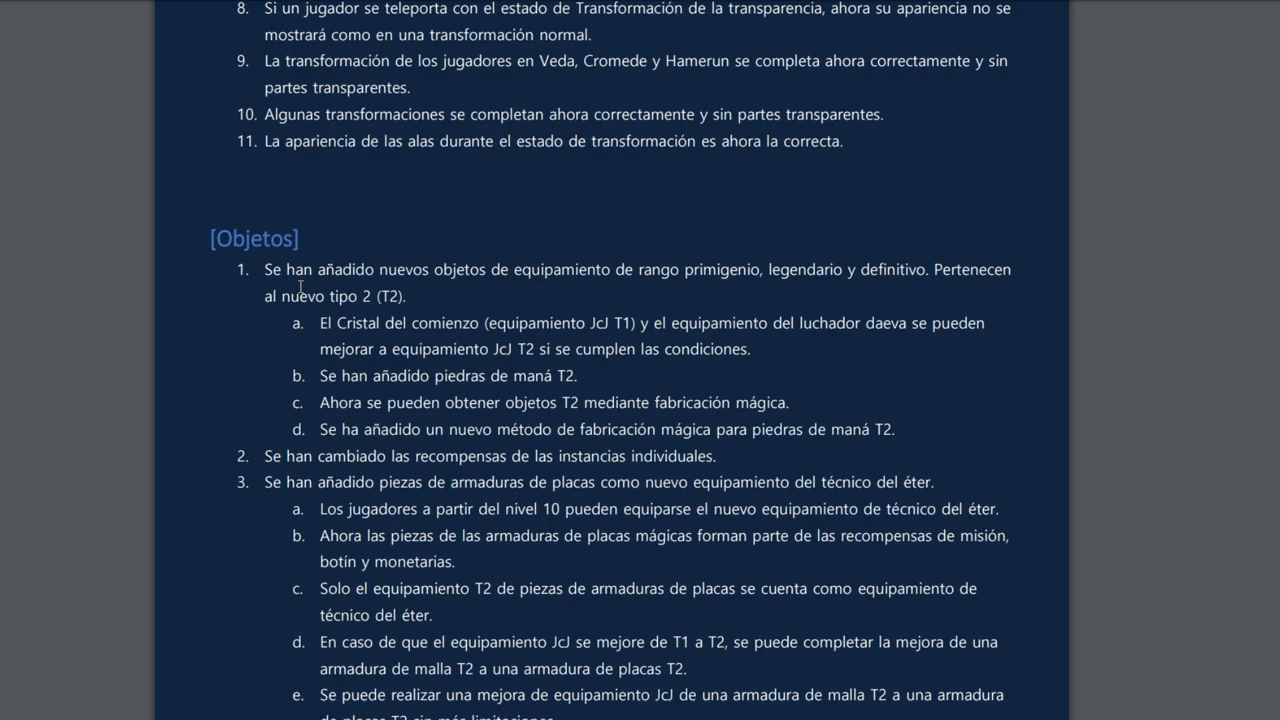 8. Si un jugador se teleporta con el estado de Transformación de la transparencia, ahora su apariencia no se
mostrará como en una transformación normal.
9. La transformación de los jugadores en Veda, Cromede y Hamerun se completa ahora correctamente y sin
partes transparentes.
10. Algunas transformaciones se completan ahora correctamente y sin partes transparentes.
11. La apariencia de las alas durante el estado de transformación es ahora la correcta.
[Objetos]
1. Se han añadido nuevos objetos de equipamiento de rango primigenio, legendario y definitivo. Pertenecen
al nuevo tipo 2 (T2).
a. El Cristal del comienzo (equipamiento JcJ T1) y el equipamiento del luchador daeva se pueden
mejorar a equipamiento JcJ T2 si se cumplen las condiciones.
b. Se han añadido piedras de maná T2.
c. Ahora se pueden obtener objetos T2 mediante fabricación mágica.
d. Se ha añadido un nuevo método de fabricación mágica para piedras de maná T2.
2. Se han cambiado las recompensas de las instancias individuales.
3. Se han añadido piezas de armaduras de placas como nuevo equipamiento del técnico del éter.
a. Los jugadores a partir del nivel 10 pueden equiparse el nuevo equipamiento de técnico del éter.
b. Ahora las piezas de las armaduras de placas mágicas forman parte de las recompensas de misión,
botín y monetarias.
c. Solo el equipamiento T2 de piezas de armaduras de placas se cuenta como equipamiento de
técnico del éter.
d. En caso de que el equipamiento JcJ se mejore de T1 a T2, se puede completar la mejora de una
armadura de malla T2 a una armadura de placas T2.
e. Se puede realizar una mejora de equipamiento JcJ de una armadura de malla T2 a una armadura
de placas T2 sin más limitaciones.